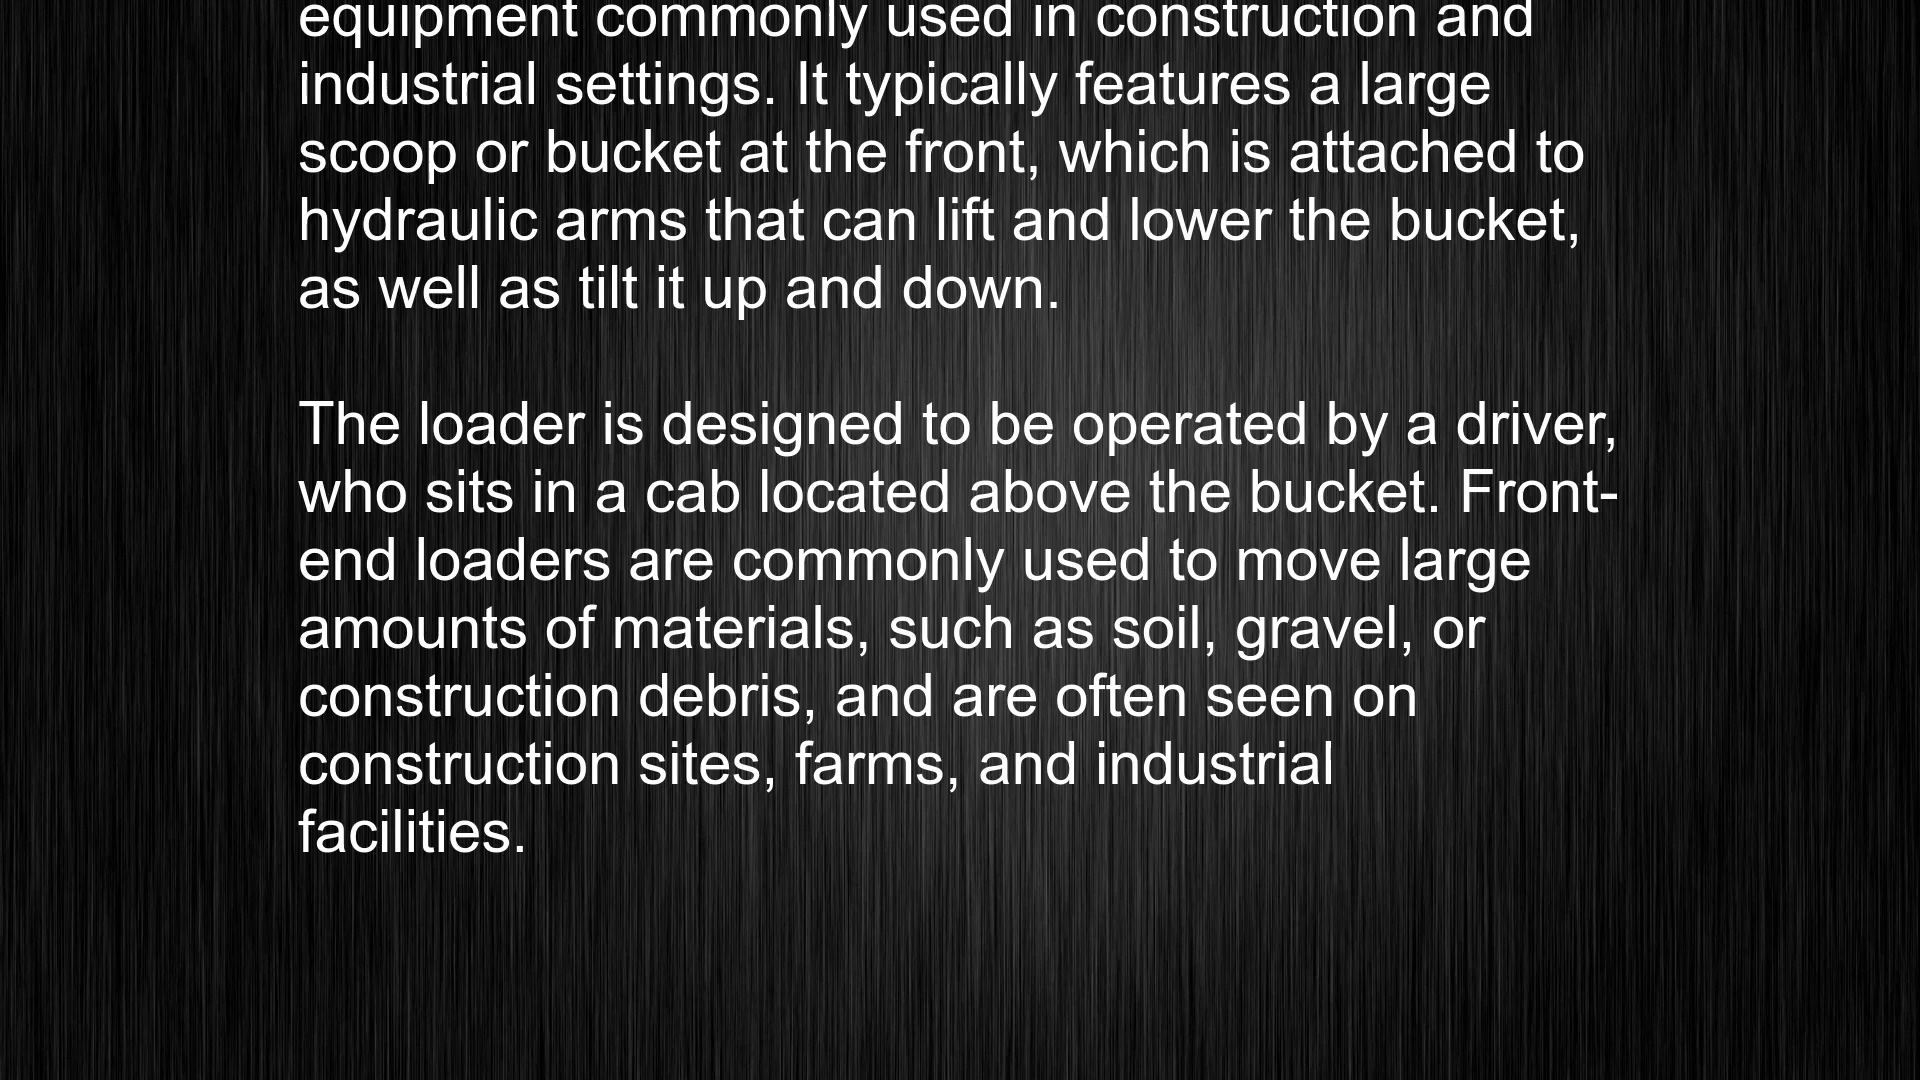 equipment commonly used in construction and
industrial settings. It typically features a large
scoop or bucket at the front, which is attached to
hydraulic arms that can lift and lower the bucket,
as well as tilt it up and down.
The loader is designed to be operated by a driver,
who sits in a cab located above the bucket. Front-
end loaders are commonly used to move large
amounts of materials, such as soil, gravel, or
construction debris, and are often seen on
construction sites, farms, and industrial
facilities.